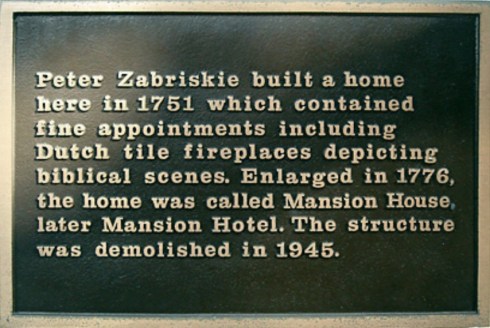 Peter Zabriskie built a home
here in 1751 which contained
fine appointments including
Dutch tile fireplaces depicting
biblical scenes. Enlarged in 1776,
the home was called Mansion House,
later Mansion Hotel. The structure
was demolished in 1945.